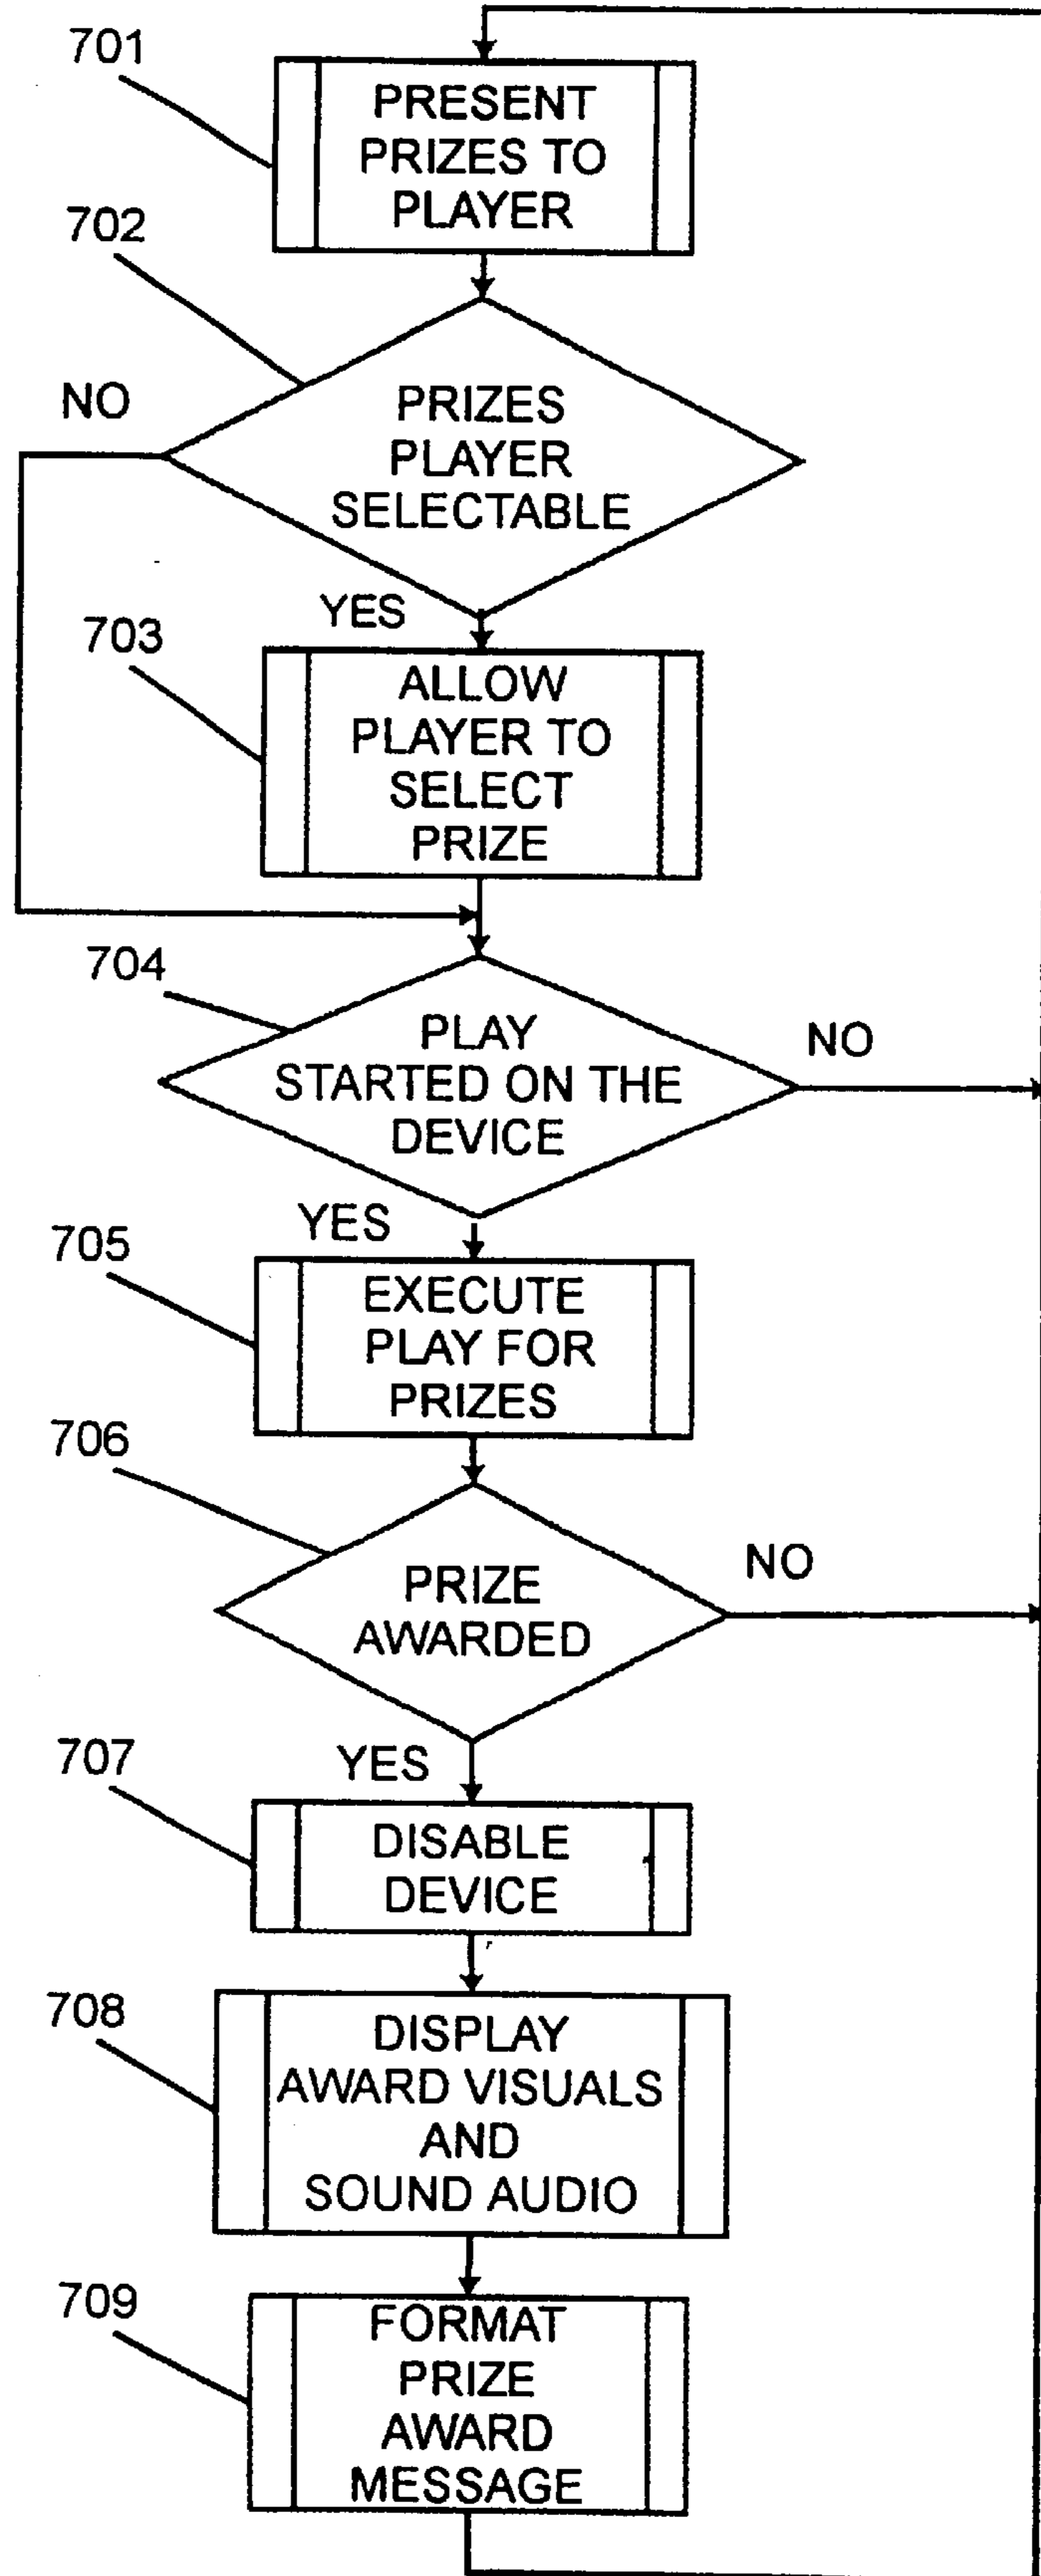 701
PRESENT
PRIZES TO
PLAYER
702
NO
PRIZES
PLAYER
SELECTABLE
YES
703
ALLOW
PLAYER TO
SELECT
PRIZE
704
PLAY
STARTED ON THE
DEVICE
NO
YES
705
EXECUTE
PLAY FOR
PRIZES
706
PRIZE
AWARDED
NO
YES
707
DISABLE
DEVICE
708
DISPLAY
AWARD VISUALS
AND
SOUND AUDIO
709
FORMAT
PRIZE
AWARD
MESSAGE